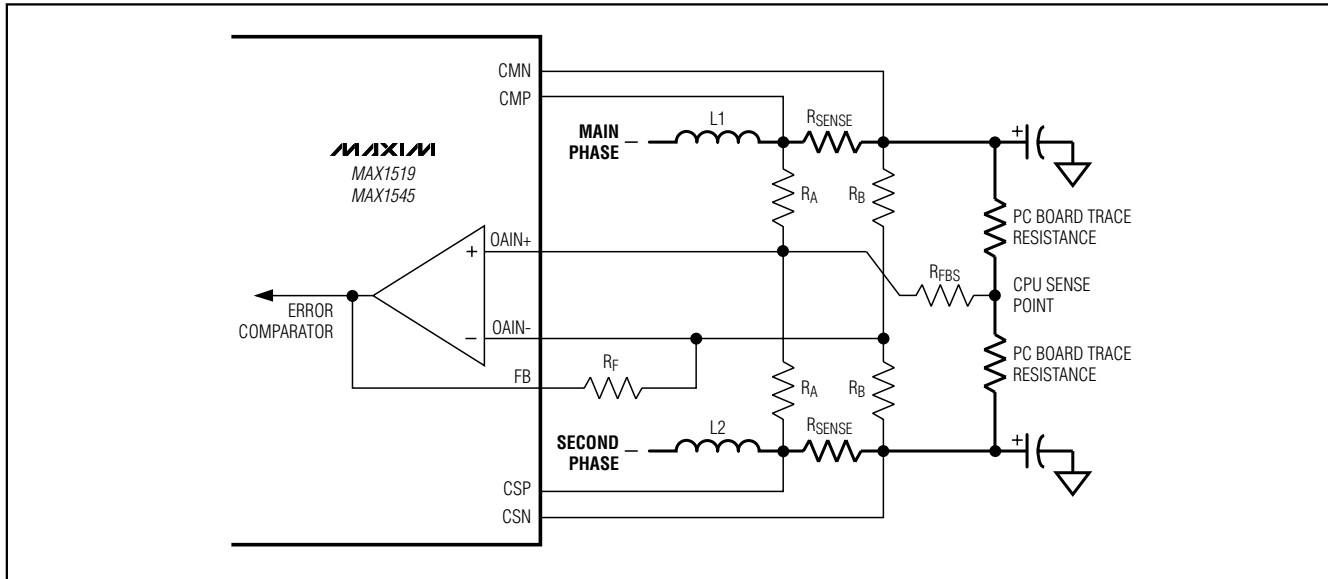 CMN
CMP
MAIN
PHASE
L1
RSENSE
+
MAXIM
MAX1519
MAX1545
RA
RB
PC BOARD TRACE
RESISTANCE
+
OAIN+
RFBS
CPU SENSE
POINT
ERROR
COMPARATOR
–
OAIN-
FB
RF
RA
RB
PC BOARD TRACE
RESISTANCE
SECOND
PHASE
L2
RSENSE
+
CSP
CSN